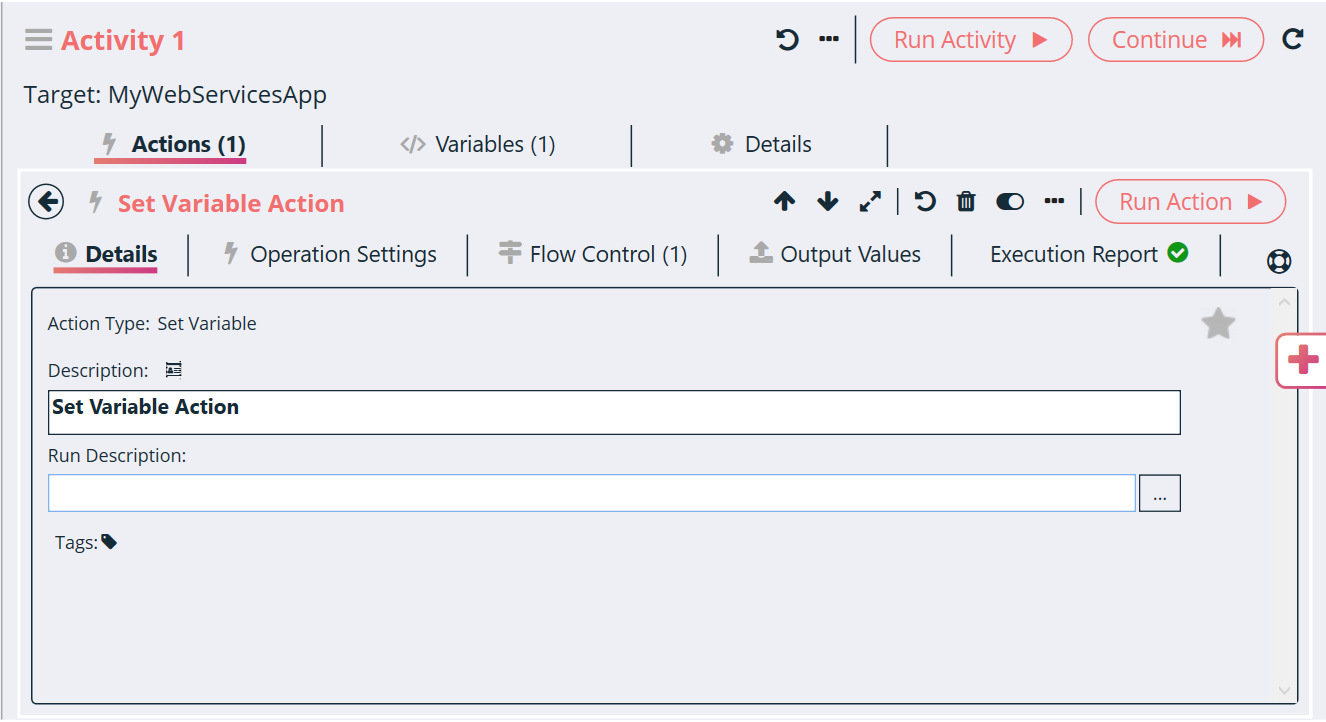 Activity 1 Run Activity Continue
Target: MyWebServicesApp
Actions (1) Variables (1) Details
Set Variable Action Run Action
Details Operation Settings Flow Control (1) Output Values Execution Report
Action Type: Set Variable
Description:
Set Variable Action
Run Description:
...
Tags: